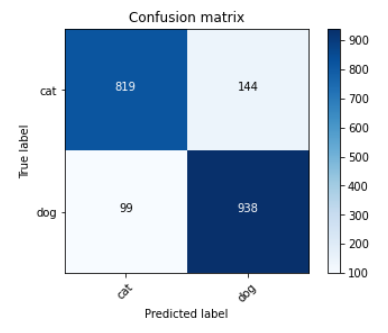 Confusion matrix
900
800
700
600
500
400
300
200
100
True label
cat
819
144
dog
99
938
cat
dog
Predicted label